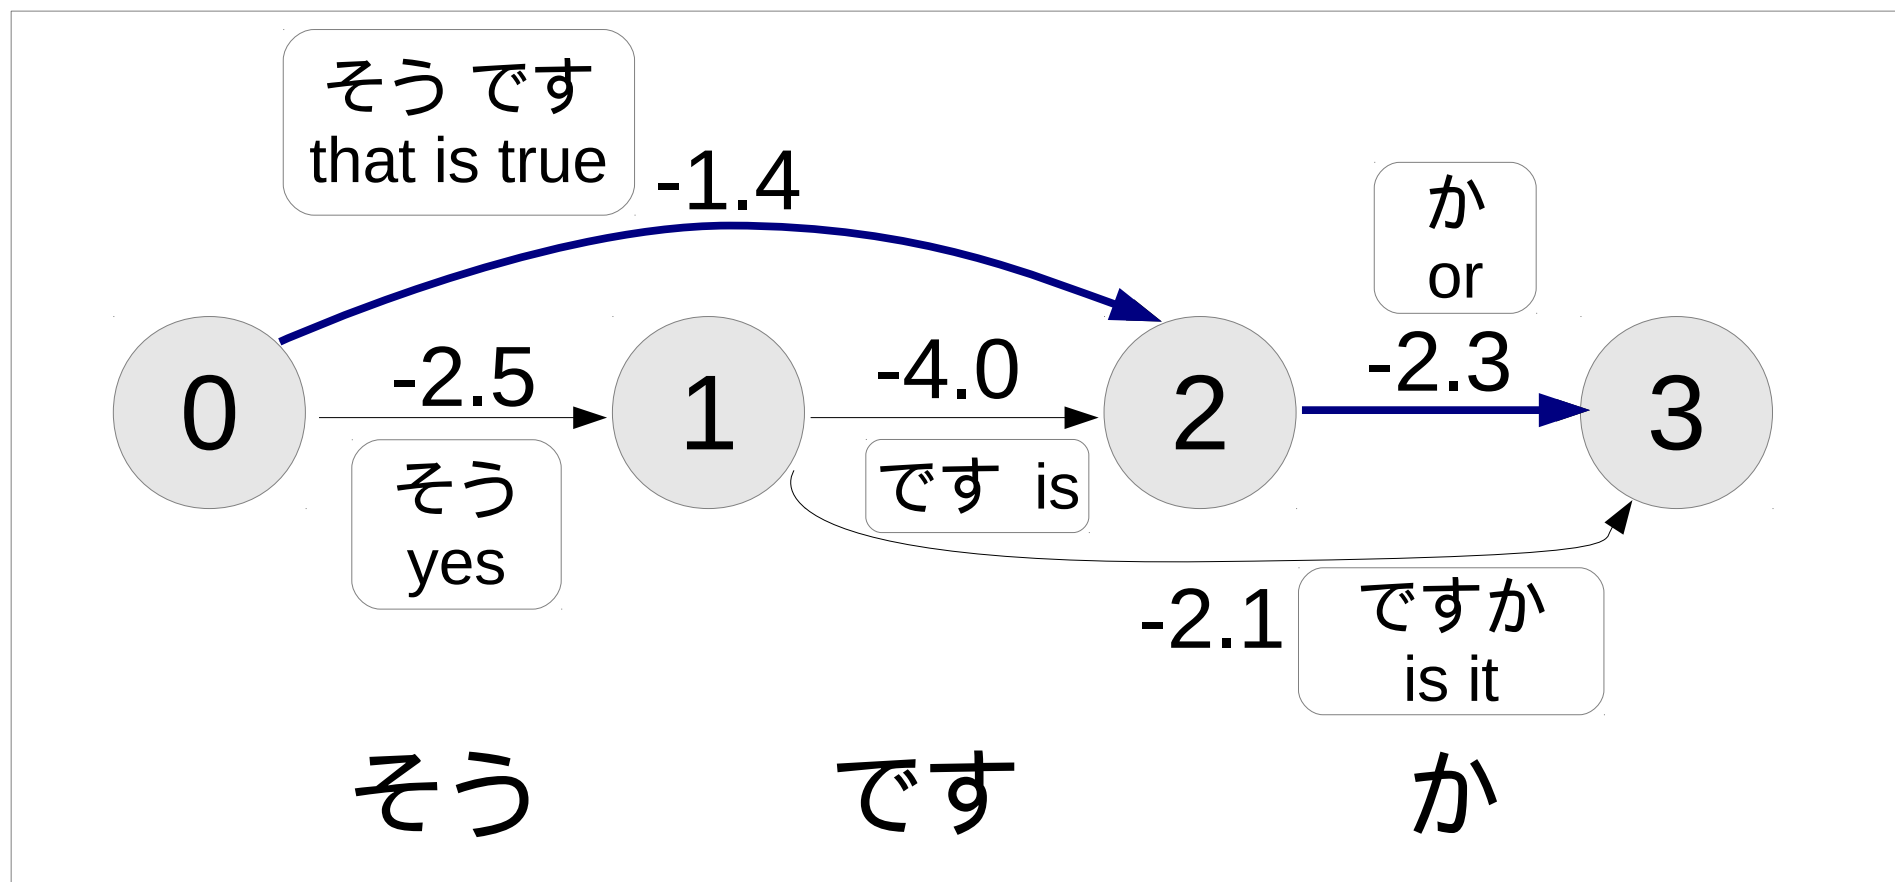 そう です
that is true
-1.4
か
or
0
-2.5
1
-4.0
2
-2.3
3
そう
yes
です is
-2.1
ですか
is it
そう です か